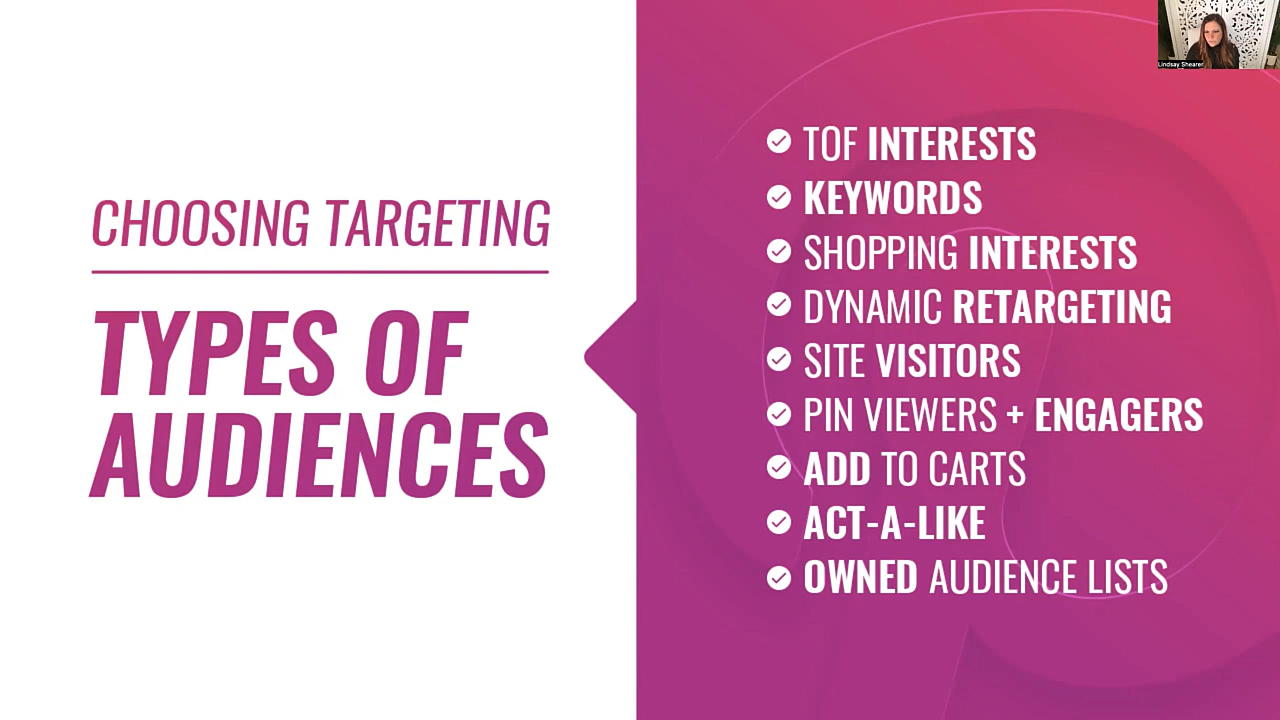 CHOOSING TARGETING
TYPES OF
AUDIENCES
TOF INTERESTS
KEYWORDS
SHOPPING INTERESTS
DYNAMIC RETARGETING
SITE VISITORS
PIN VIEWERS + ENGAGERS
ADD TO CARTS
ACT-A-LIKE
OWNED AUDIENCE LISTS
Lindsay Shearer